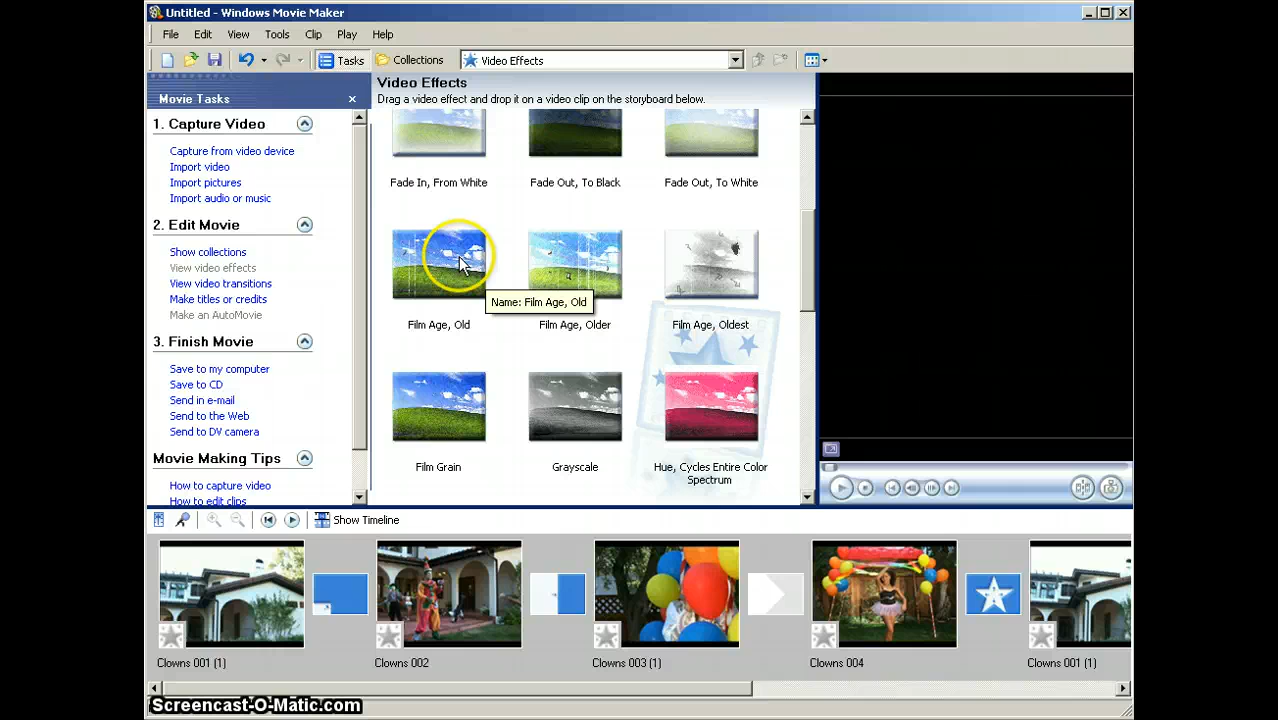 Untitled - Windows Movie Maker
File Edit View Tools Clip Play Help
Tasks Collections Video Effects
Movie Tasks
1. Capture Video
Capture from video device
Import video
Import pictures
Import audio or music
2. Edit Movie
Show collections
View video effects
View video transitions
Make titles or credits
Make an AutoMovie
3. Finish Movie
Save to my computer
Save to CD
Send in e-mail
Send to the Web
Send to DV camera
Movie Making Tips
How to capture video
How to edit clips
Video Effects
Drag a video effect and drop it on a video clip on the storyboard below.
Fade In, From White
Fade Out, To Black
Fade Out, To White
Name: Film Age, Old
Film Age, Old
Film Age, Older
Film Age, Oldest
Film Grain
Grayscale
Hue, Cycles Entire Color
Spectrum
Show Timeline
Clowns 001 (1)
Clowns 002
Clowns 003 (1)
Clowns 004
Clowns 001 (1)
Screencast-O-Matic.com